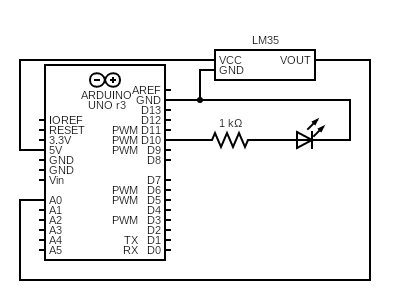 LM35
VCC VOUT
GND
ARDUINO
UNO r3
AREF
GND
D13
IOREF D12
RESET PWM D11
3.3V PWM D10
5V PWM D9
GND D8
GND
Vin D7
PWM D6
A0 PWM D5
A1 D4
A2 PWM D3
A3 D2
A4 TX D1
A5 RX D0
1 kΩ